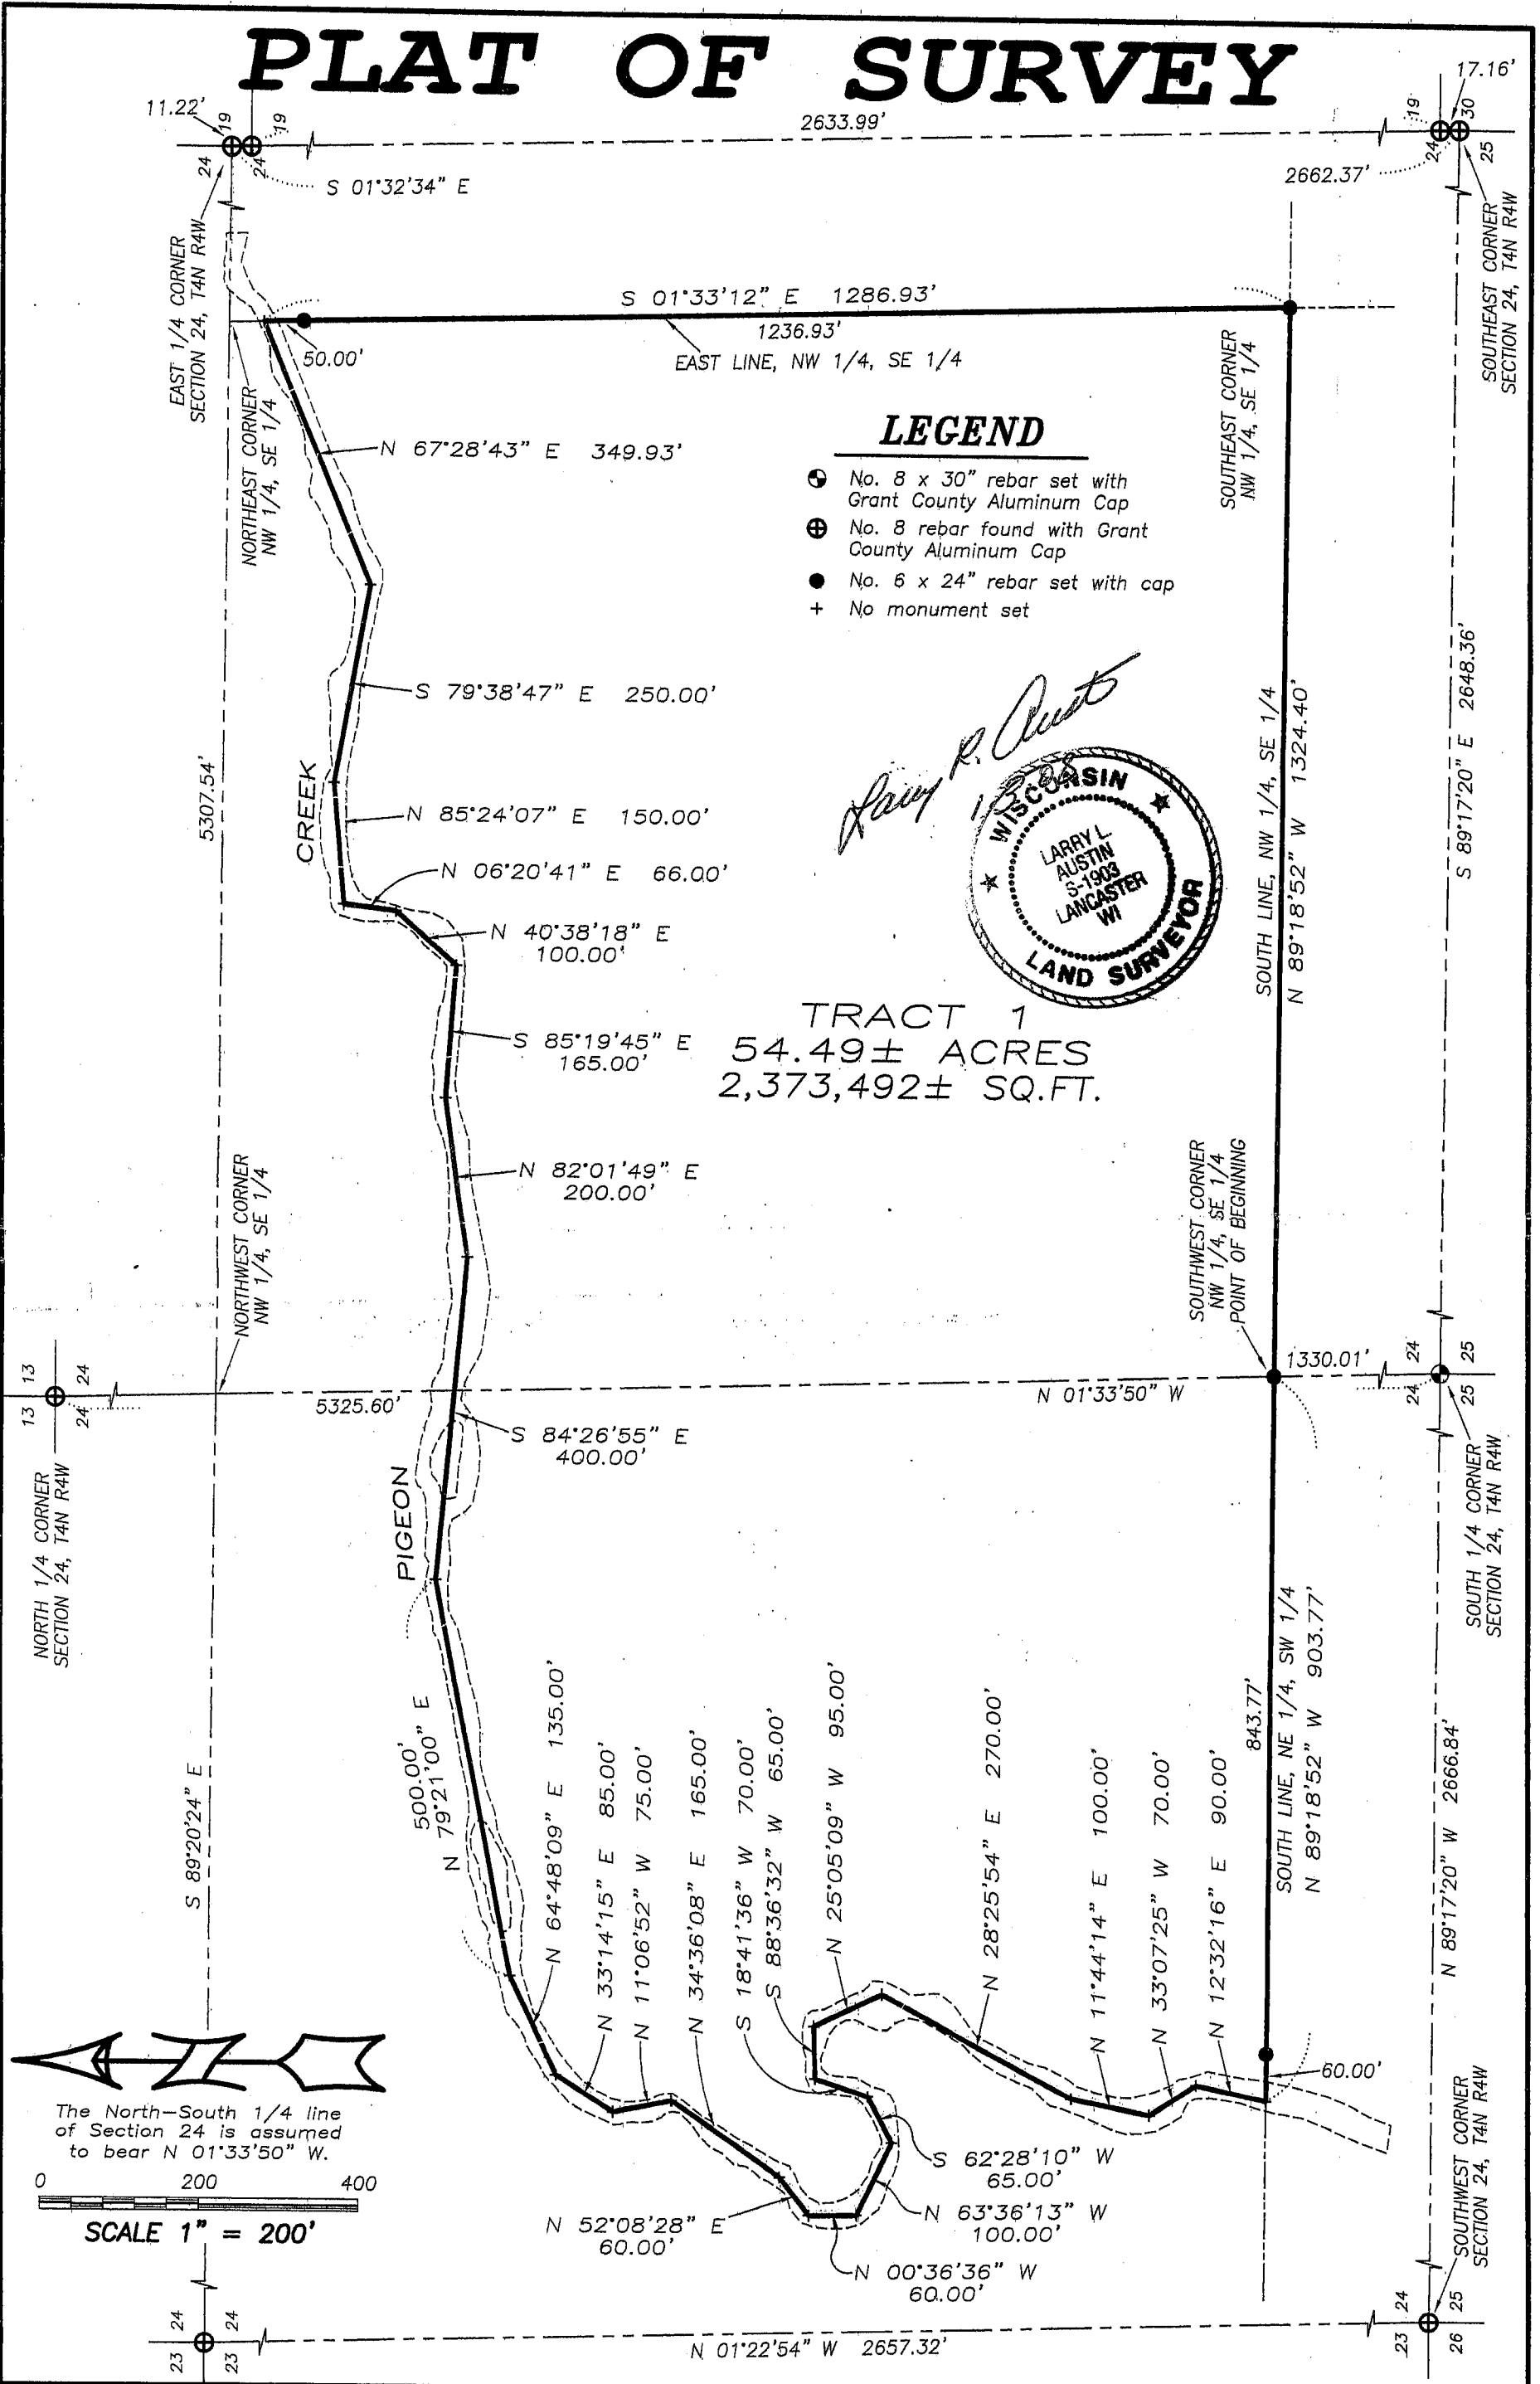 PLAT OF SURVEY
11.22'
19
19
24
24
S 01°32'34" E
2633.99'
17.16'
19
30
24
25
2662.37'
EAST 1/4 CORNER
SECTION 24, T4N R4W
SOUTHEAST CORNER
SECTION 24, T4N R4W
S 01°33'12" E 1286.93'
1236.93'
50.00'
EAST LINE, NW 1/4, SE 1/4
NORTHEAST CORNER
NW 1/4, SE 1/4
SOUTHEAST CORNER
NW 1/4, SE 1/4
N 67°28'43" E 349.93'
LEGEND
No. 8 x 30" rebar set with
Grant County Aluminum Cap
No. 8 rebar found with Grant
County Aluminum Cap
No. 6 x 24" rebar set with cap
+ No monument set
S 79°38'47" E 250.00'
5307.54'
CREEK
N 85°24'07" E 150.00'
N 06°20'41" E 66.00'
N 40°38'18" E
100.00'
S 85°19'45" E
165.00'
N 82°01'49" E
200.00'
WISCONSIN
LARRY L.
AUSTIN
S-1903
LANCASTER
WI
LAND SURVEYOR
SOUTH LINE, NW 1/4, SE 1/4
N 89°18'52" W 1324.40'
S 89°17'20" E 2648.36'
TRACT 1
54.49± ACRES
2,373,492± SQ.FT.
NORTHWEST CORNER
NW 1/4, SE 1/4
SOUTHWEST CORNER
NW 1/4, SE 1/4
POINT OF BEGINNING
13
24
13
24
5325.60'
N 01°33'50" W
1330.01'
24
25
24
25
S 84°26'55" E
400.00'
NORTH 1/4 CORNER
SECTION 24, T4N R4W
SOUTH 1/4 CORNER
SECTION 24, T4N R4W
PIGEON
500.00'
N 79°21'00" E
S 89°20'24" E
N 64°48'09" E 135.00'
N 33°14'15" E 85.00'
N 11°06'52" W 75.00'
N 34°36'08" E 165.00'
S 18°41'36" W 70.00'
S 88°36'32" W 65.00'
N 25°05'09" W 95.00'
N 28°25'54" E 270.00'
N 11°44'14" E 100.00'
N 33°07'25" W 70.00'
N 12°32'16" E 90.00'
843.77'
SOUTH LINE, NE 1/4, SW 1/4
N 89°18'52" W 903.77'
N 89°17'20" W 2666.84'
60.00'
S 62°28'10" W
65.00'
N 63°36'13" W
100.00'
N 52°08'28" E
60.00'
N 00°36'36" W
60.00'
The North-South 1/4 line
of Section 24 is assumed
to bear N 01°33'50" W.
0 200 400
SCALE 1" = 200'
SOUTHWEST CORNER
SECTION 24, T4N R4W
24
24
23
23
N 01°22'54" W 2657.32'
24
25
23
26